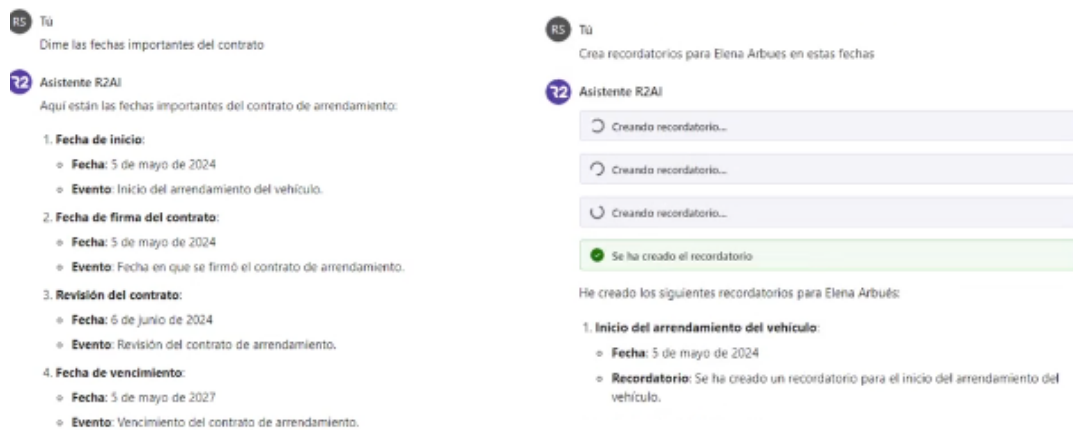 RS Tú
Dime las fechas importantes del contrato
R2 Asistente R2AI
Aquí están las fechas importantes del contrato de arrendamiento:
1. Fecha de inicio:
Fecha: 5 de mayo de 2024
Evento: Inicio del arrendamiento del vehículo.
2. Fecha de firma del contrato:
Fecha: 5 de mayo de 2024
Evento: Fecha en que se firmó el contrato de arrendamiento.
3. Revisión del contrato:
Fecha: 6 de junio de 2024
Evento: Revisión del contrato de arrendamiento.
4. Fecha de vencimiento:
Fecha: 5 de mayo de 2027
Evento: Vencimiento del contrato de arrendamiento.
RS Tú
Crea recordatorios para Elena Arbues en estas fechas
R2 Asistente R2AI
Creando recordatorio...
Creando recordatorio...
Creando recordatorio...
Se ha creado el recordatorio
He creado los siguientes recordatorios para Elena Arbués:
1. Inicio del arrendamiento del vehículo:
Fecha: 5 de mayo de 2024
Recordatorio: Se ha creado un recordatorio para el inicio del arrendamiento del
vehículo.